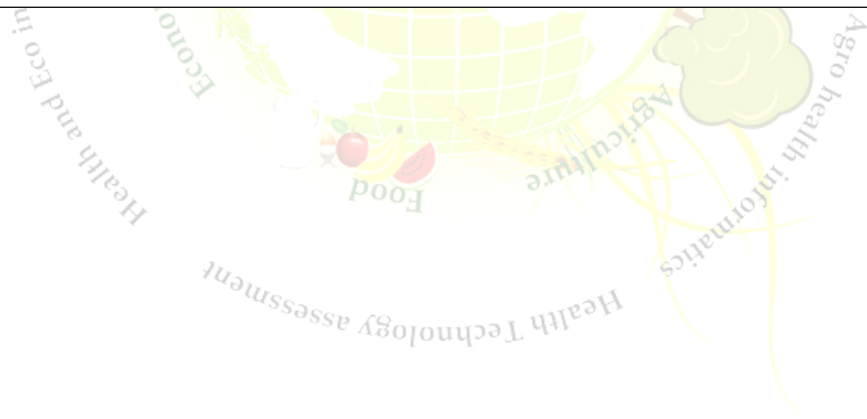 Health and Eco in
Econo
Food
Agriculture
Agro health informatics
Health Technology assessment